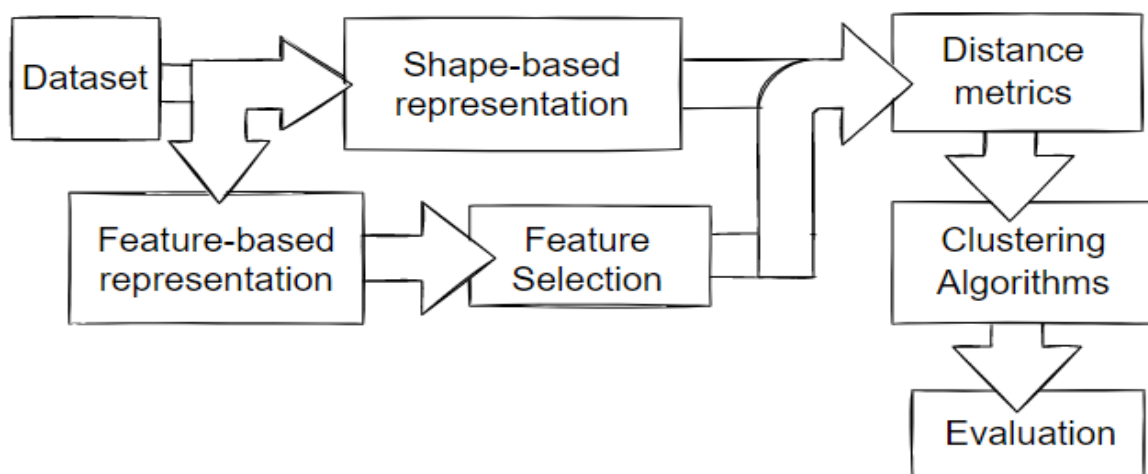 Dataset
Shape-based
representation
Distance
metrics
Feature-based
representation
Feature
Selection
Clustering
Algorithms
Evaluation